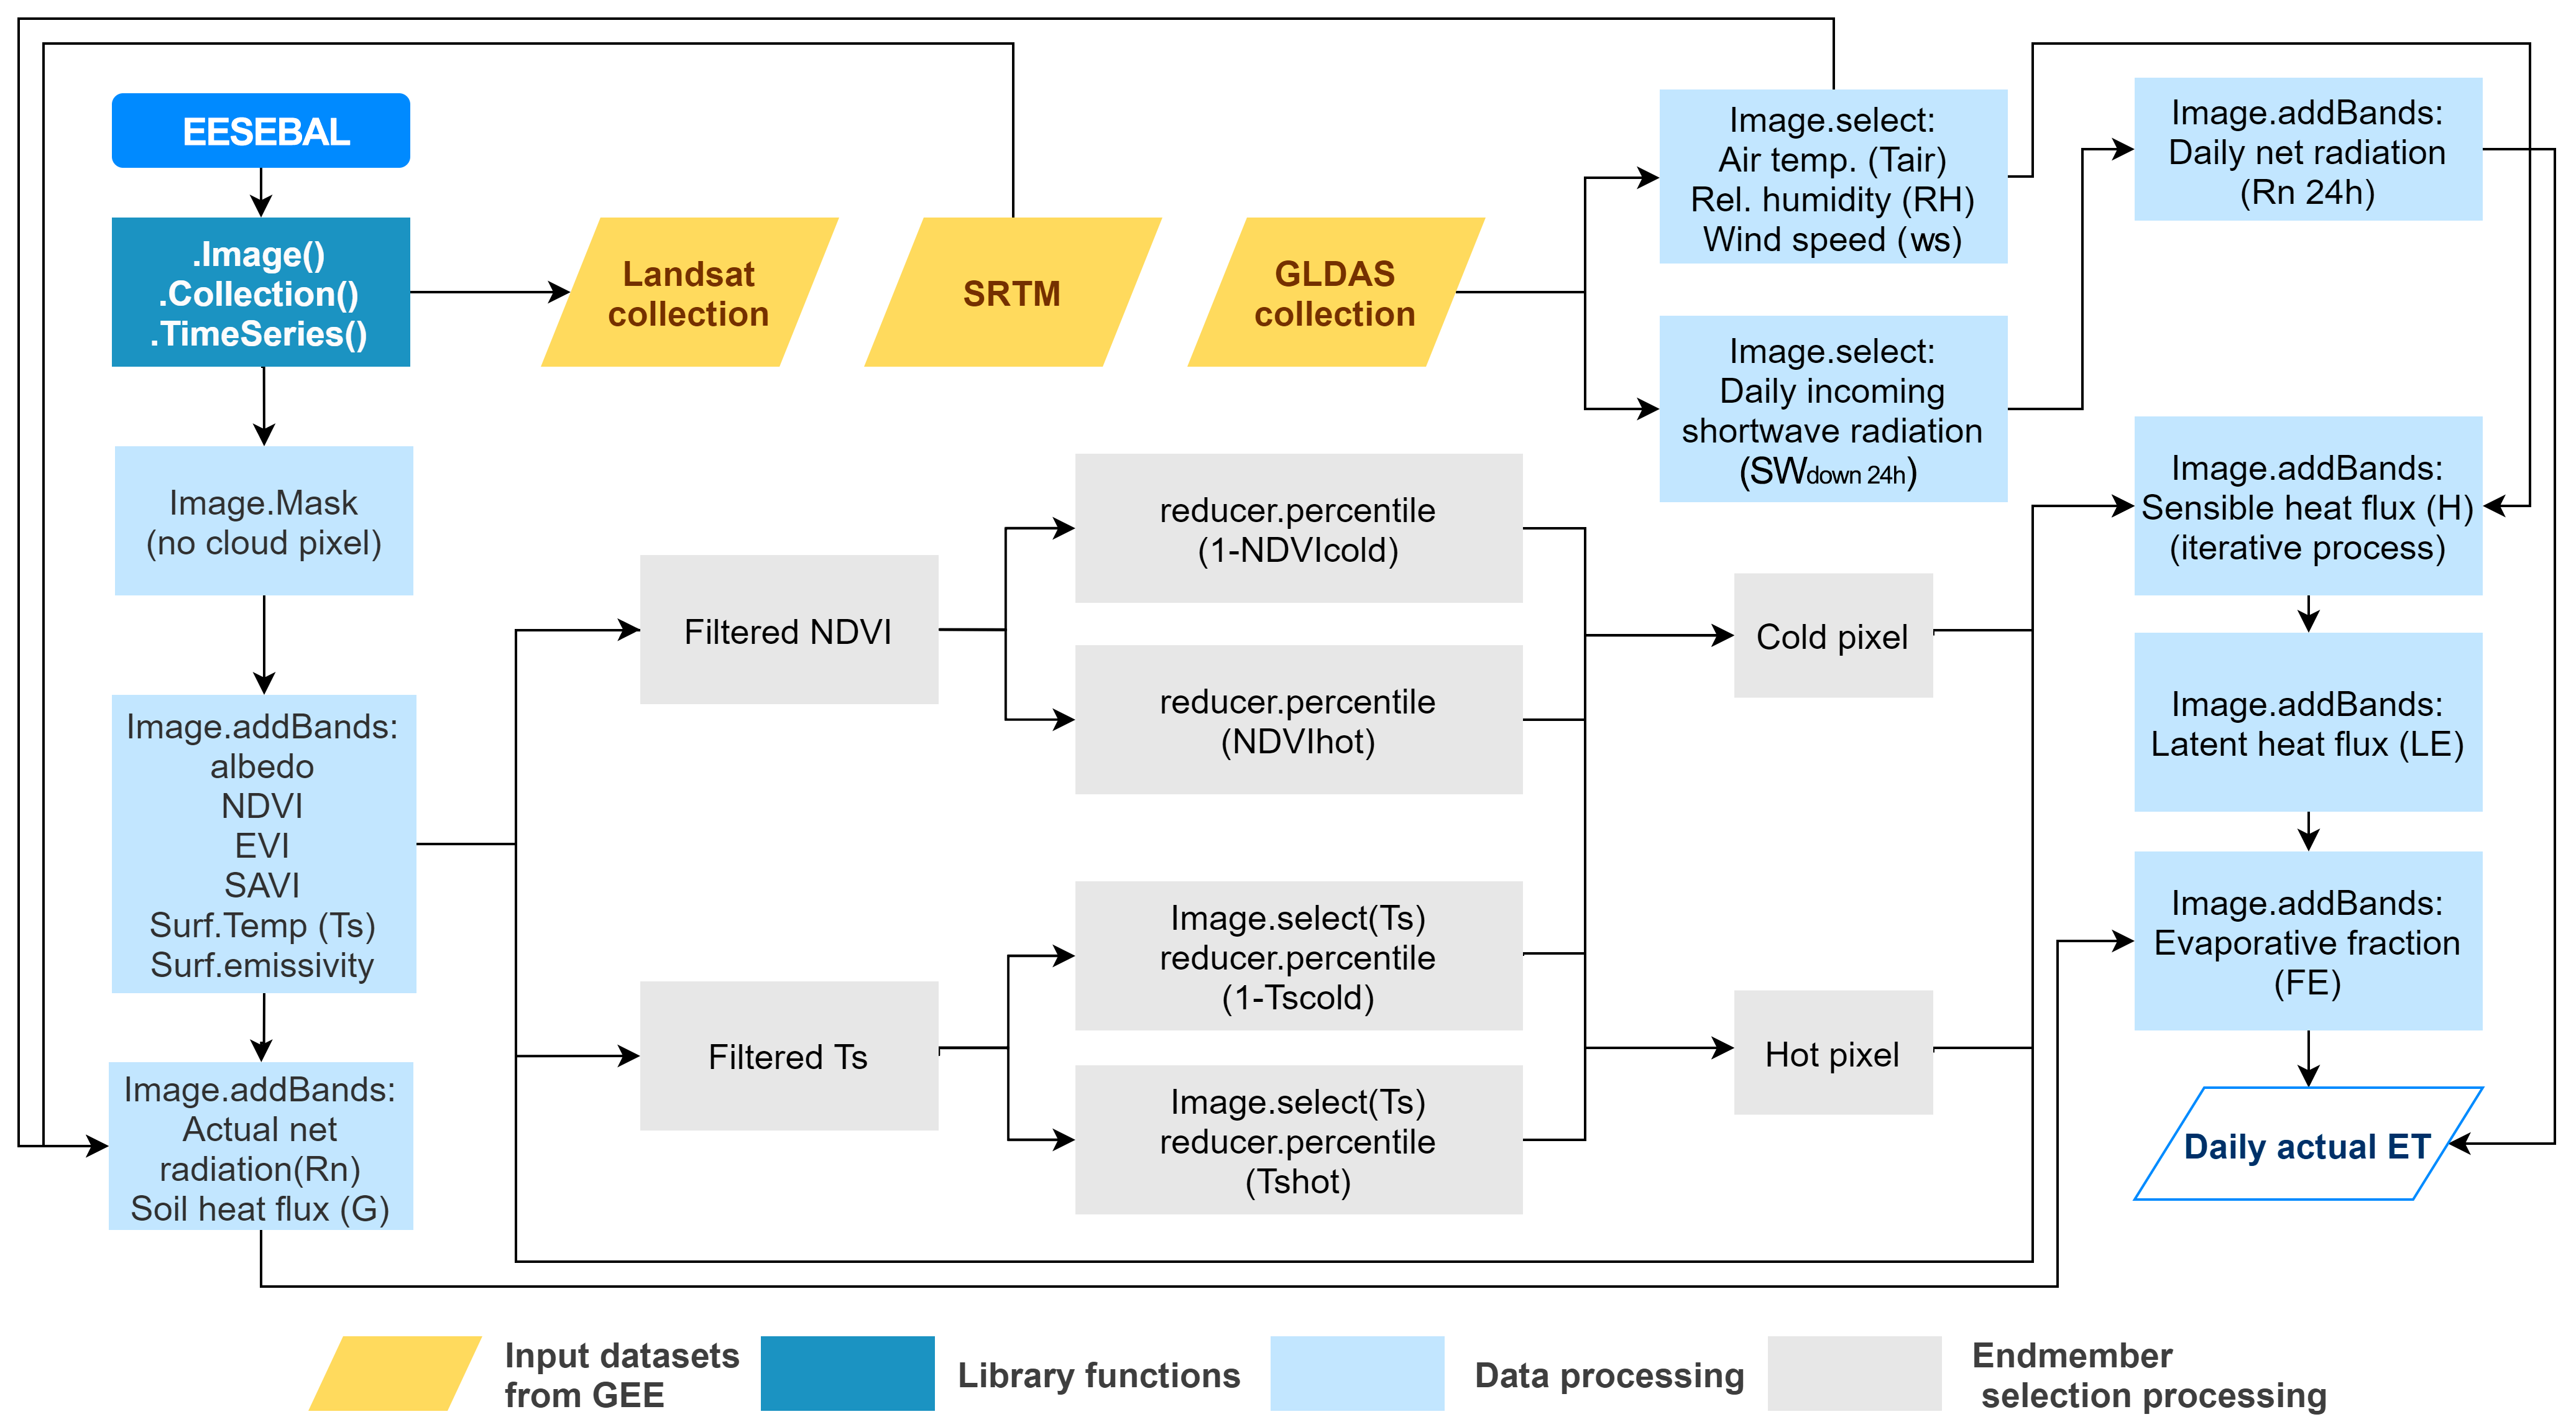 EESEBAL
.Image()
.Collection()
.TimeSeries()
Landsat
collection
SRTM
GLDAS
collection
Image.select:
Air temp. (Tair)
Rel. humidity (RH)
Wind speed (ws)
Image.addBands:
Daily net radiation
(Rn 24h)
Image.select:
Daily incoming
shortwave radiation
(SWdown 24h)
Image.Mask
(no cloud pixel)
reducer.percentile
(1-NDVIcold)
Image.addBands:
Sensible heat flux (H)
(iterative process)
Filtered NDVI
Cold pixel
reducer.percentile
(NDVIhot)
Image.addBands:
Latent heat flux (LE)
Image.addBands:
albedo
NDVI
EVI
SAVI
Surf.Temp (Ts)
Surf.emissivity
Image.select(Ts)
reducer.percentile
(1-Tscold)
Image.addBands:
Evaporative fraction
(FE)
Filtered Ts
Hot pixel
Image.addBands:
Actual net
radiation(Rn)
Soil heat flux (G)
Image.select(Ts)
reducer.percentile
(Tshot)
Daily actual ET
Input datasets
from GEE
Library functions
Data processing
Endmember
selection processing